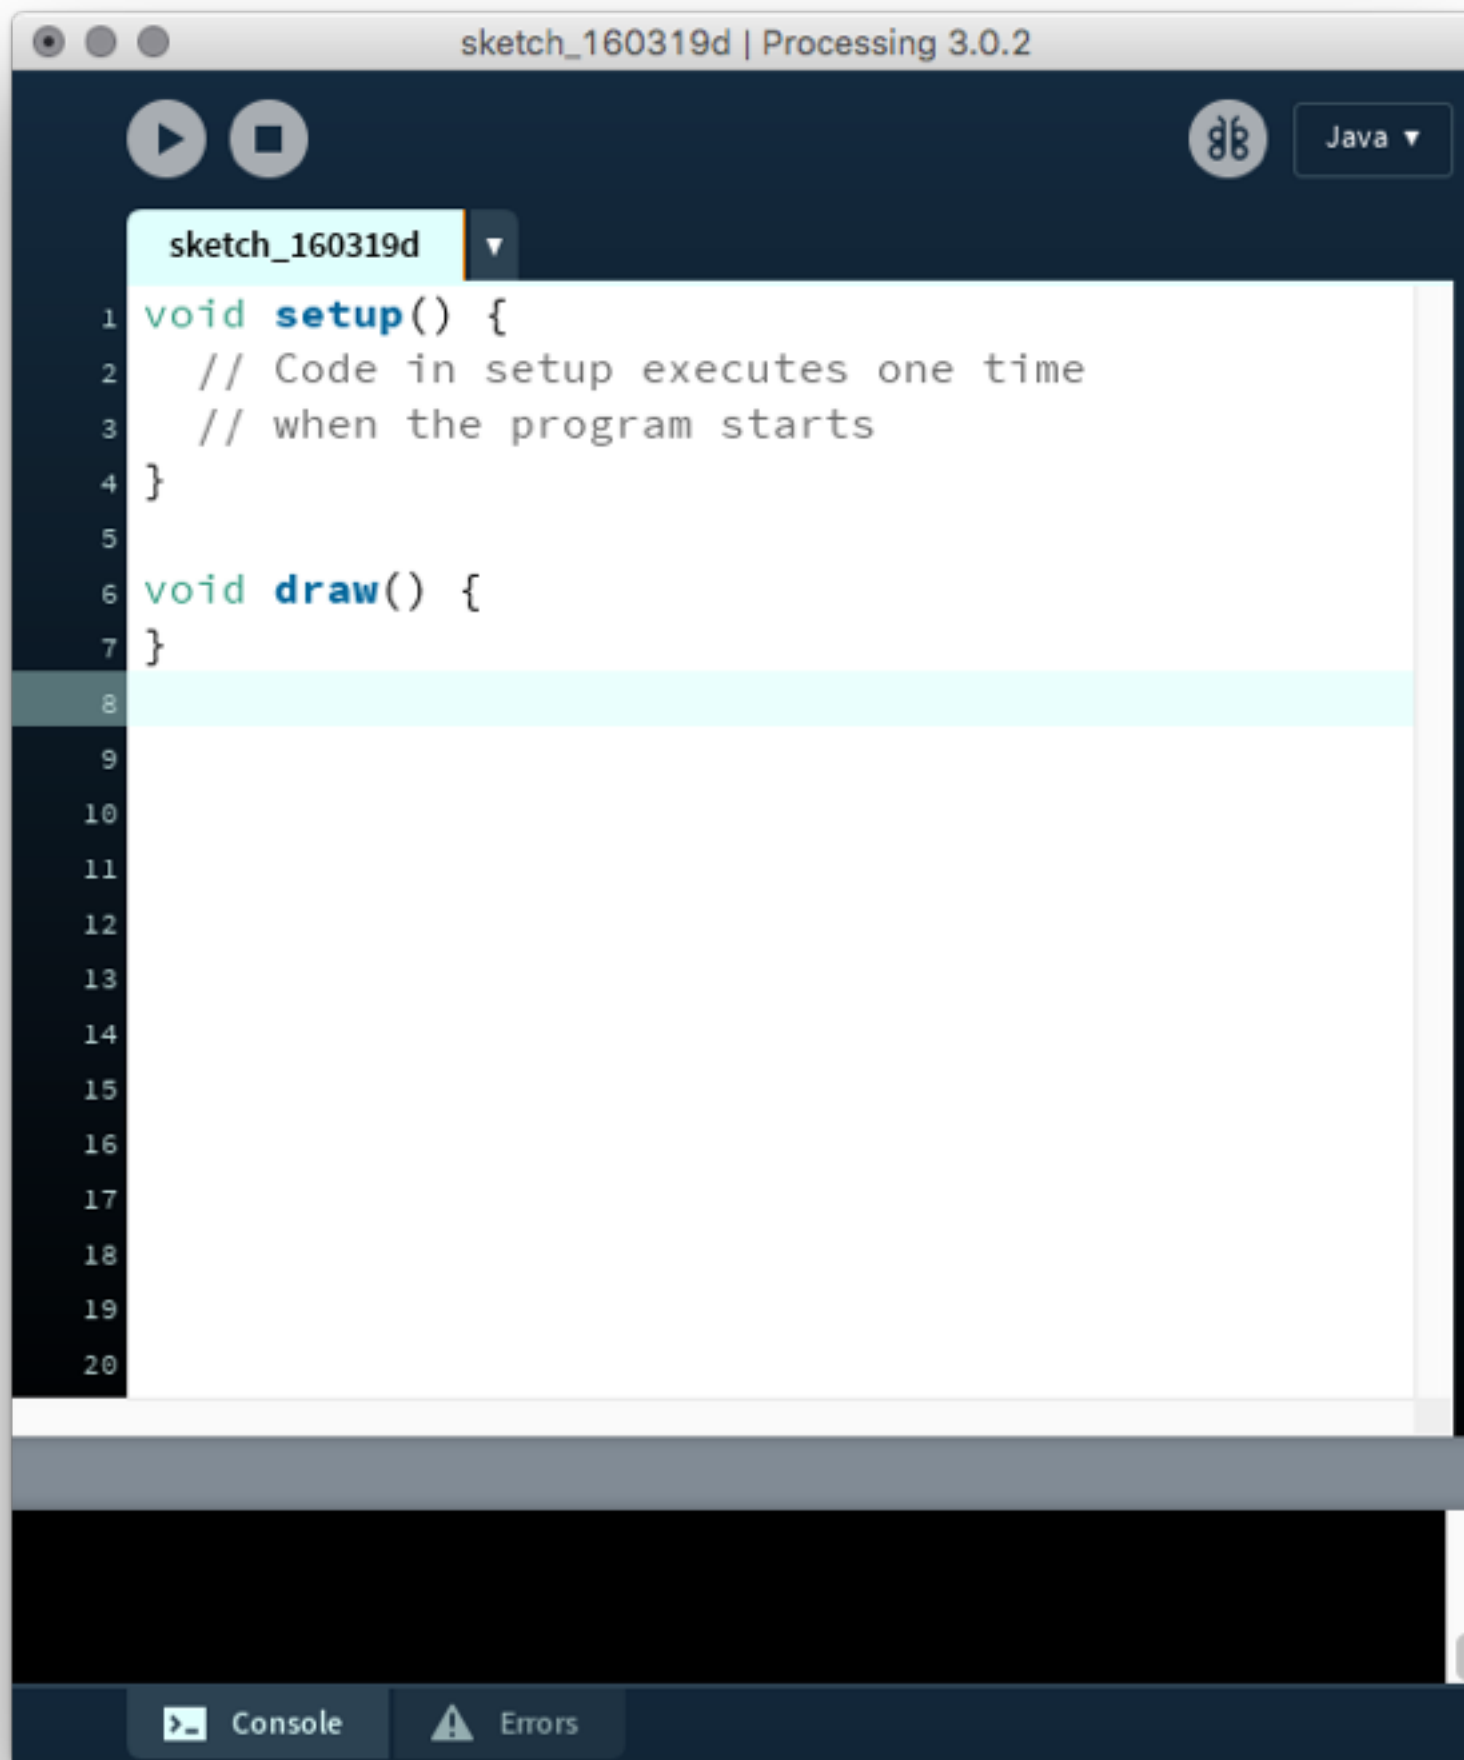 sketch_160319d | Processing 3.0.2
Java ▼
sketch_160319d ▼
1 void setup() {
2   // Code in setup executes one time
3   // when the program starts
4 }
5
6 void draw() {
7 }
8
9
10
11
12
13
14
15
16
17
18
19
20
>_ Console Errors